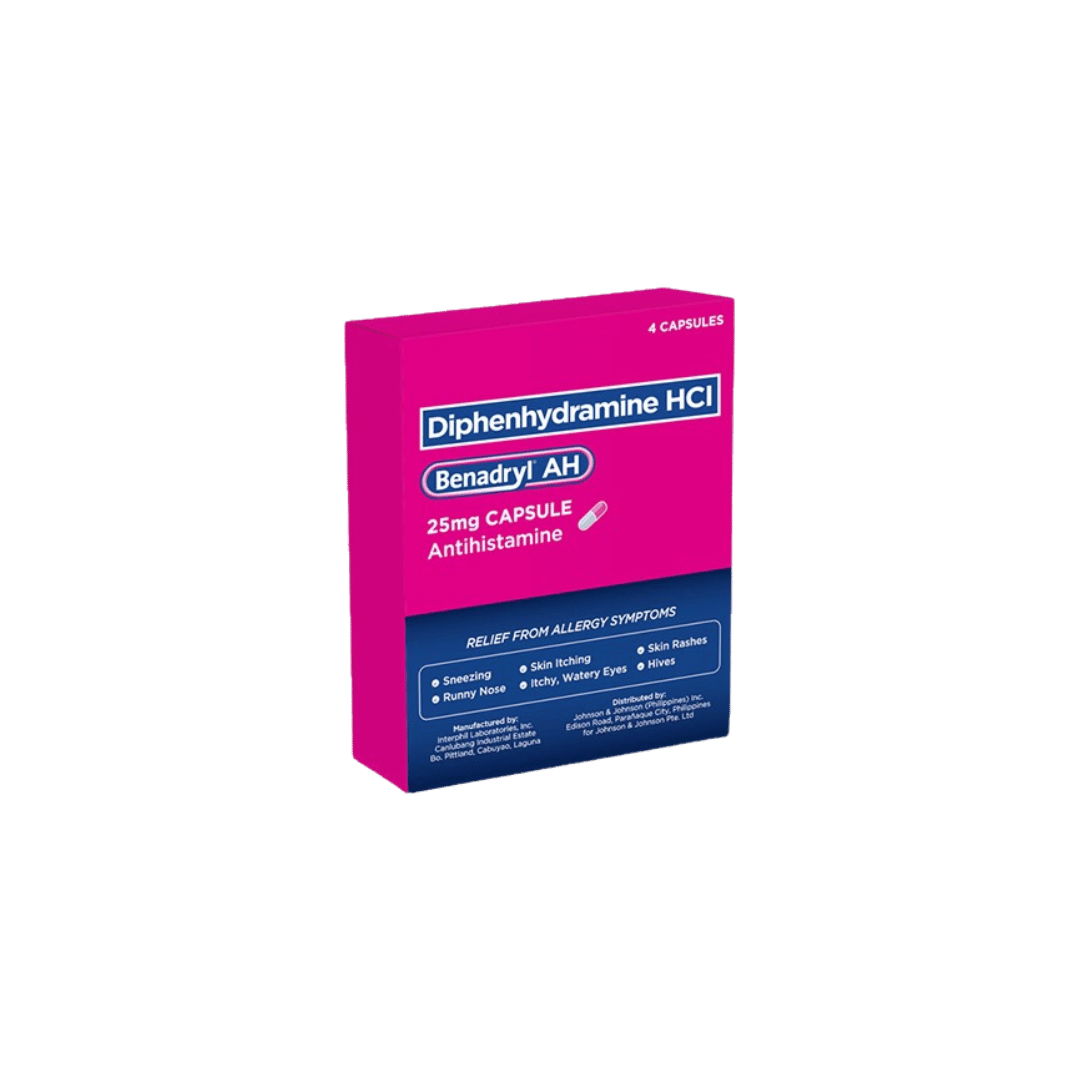 4 CAPSULES
Diphenhydramine HCl
Benadryl® AH
25mg CAPSULE
Antihistamine
RELIEF FROM ALLERGY SYMPTOMS
Sneezing
Runny Nose
Skin Itching
Itchy, Watery Eyes
Skin Rashes
Hives
Manufactured by:
Interphil Laboratories, Inc.
Canlubang Industrial Estate
Bo. Pittland, Cabuyao, Laguna
Distributed by:
Johnson & Johnson (Philippines) Inc.
Edison Road, Parañaque City, Philippines
for Johnson & Johnson Pte. Ltd